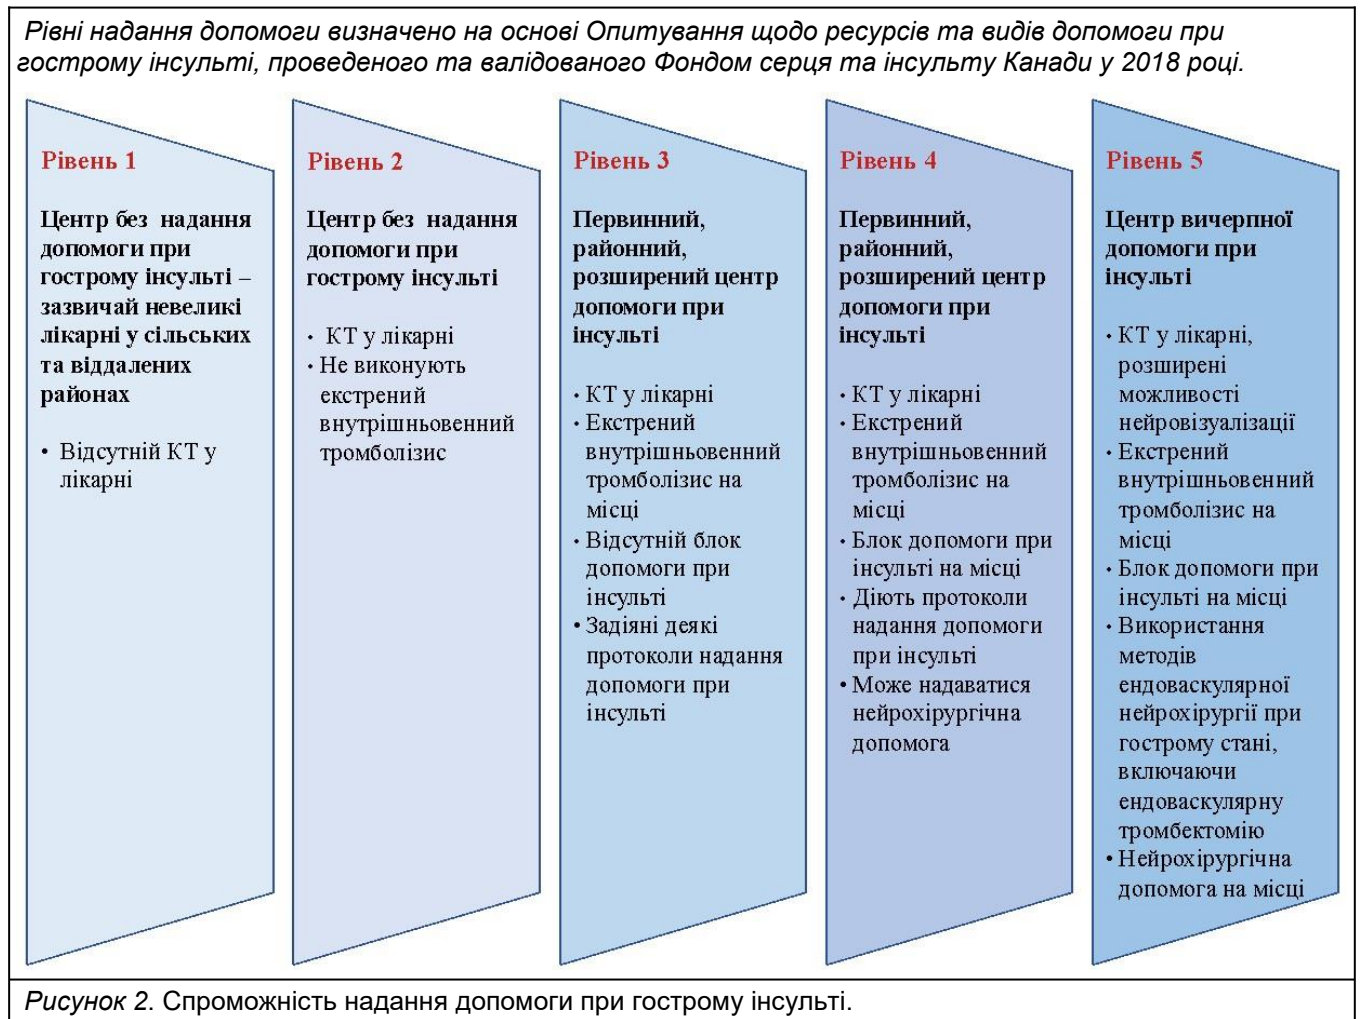 Рівні надання допомоги визначено на основі Опитування щодо ресурсів та видів допомоги при
гострому інсульті, проведеного та валідованого Фондом серця та інсульту Канади у 2018 році.
Рівень 1
Центр без надання
допомоги при
гострому інсульті –
зазвичай невеликі
лікарні у сільських
та віддалених
районах
• Відсутній КТ у
лікарні
Рівень 2
Центр без надання
допомоги при
гострому інсульті
• КТ у лікарні
• Не виконують
екстрений
внутрішньовенний
тромболізис
Рівень 3
Первинний,
районний,
розширений центр
допомоги при
інсульті
• КТ у лікарні
• Екстрений
внутрішньовенний
тромболізис на
місці
• Відсутній блок
допомоги при
інсульті
• Задіяні деякі
протоколи надання
допомоги при
інсульті
Рівень 4
Первинний,
районний,
розширений центр
допомоги при
інсульті
• КТ у лікарні
• Екстрений
внутрішньовенний
тромболізис на
місці
• Блок допомоги при
інсульті на місці
• Діють протоколи
надання допомоги
при інсульті
• Може надаватися
нейрохірургічна
допомога
Рівень 5
Центр вичерпної
допомоги при
інсульті
• КТ у лікарні,
розширені
можливості
нейровізуалізації
• Екстрений
внутрішньовенний
тромболізис на
місці
• Блок допомоги при
інсульті на місці
• Використання
методів
ендоваскулярної
нейрохірургії при
гострому стані,
включаючи
ендоваскулярну
тромбектомію
• Нейрохірургічна
допомога на місці
Рисунок 2. Спроможність надання допомоги при гострому інсульті.